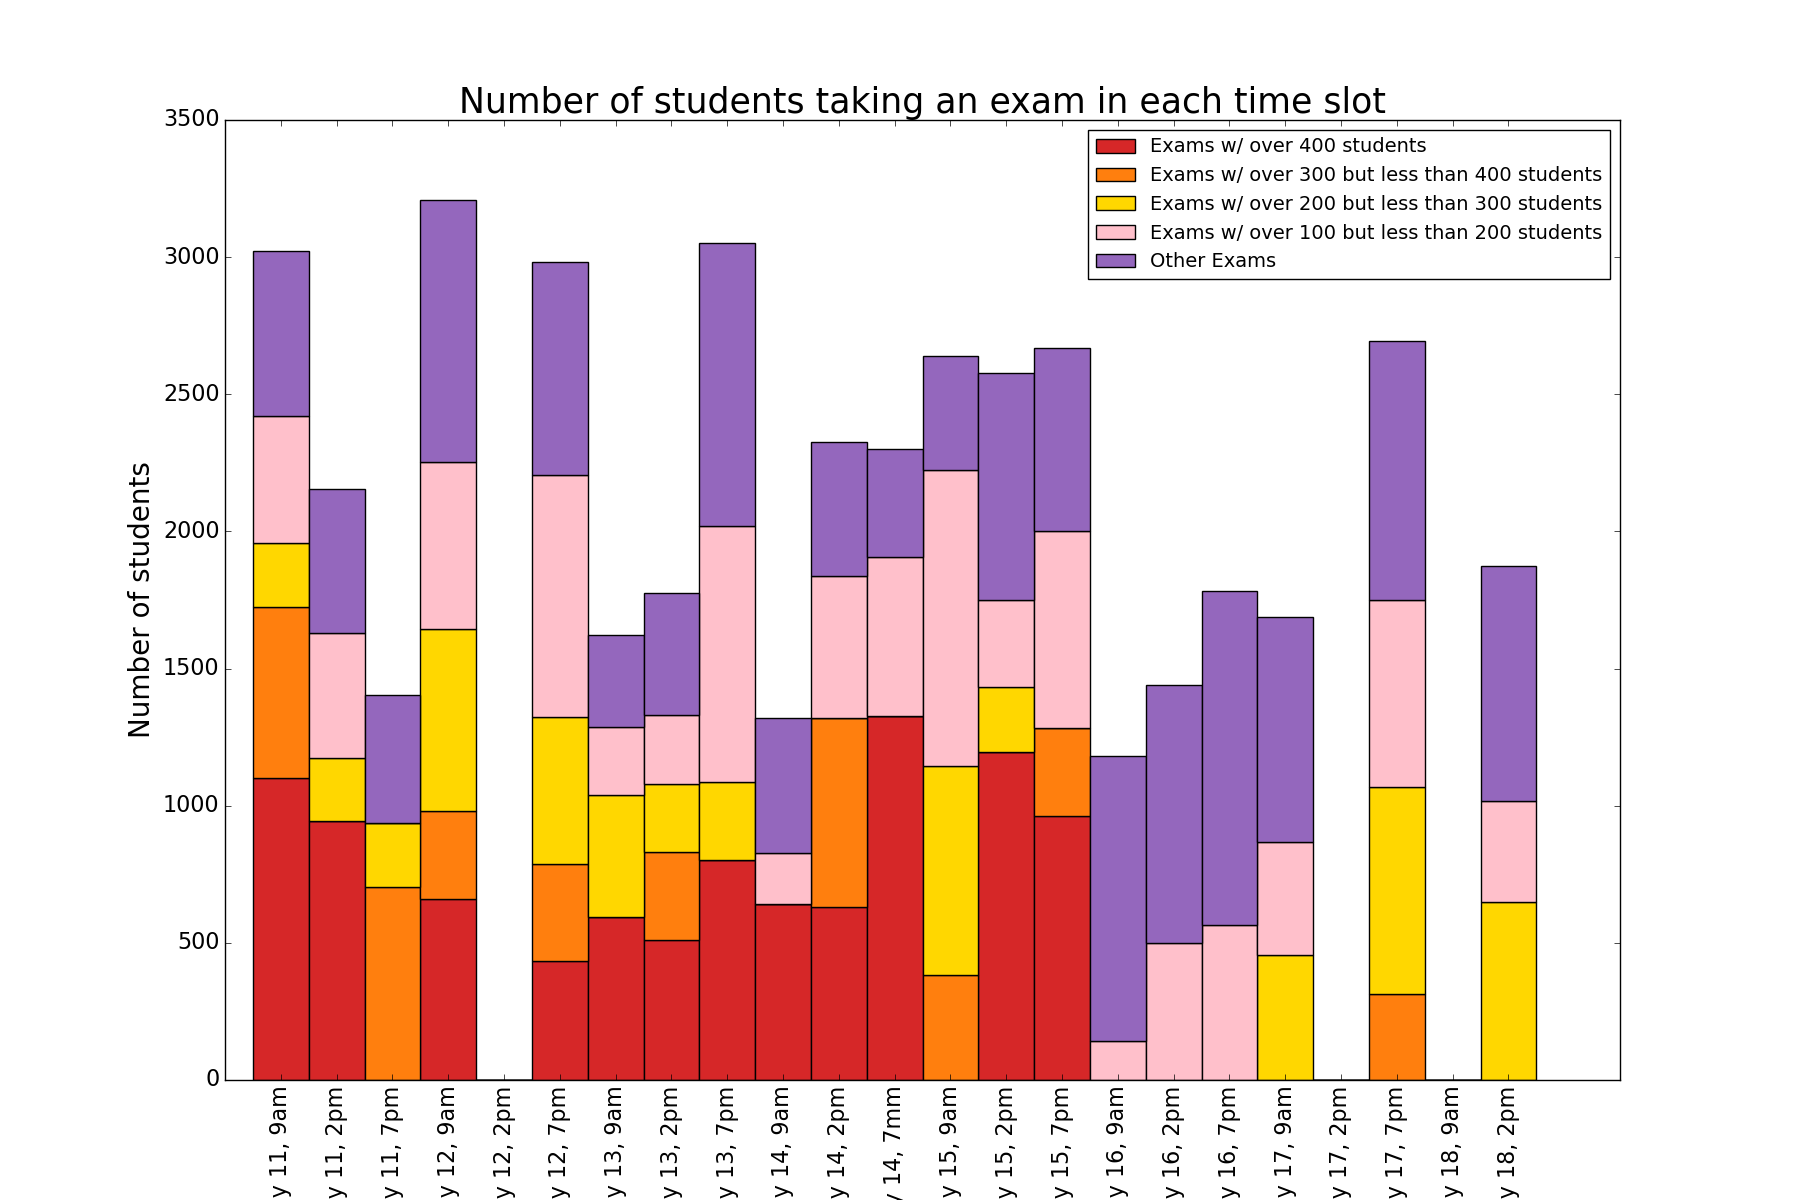 Number of students taking an exam in each time slot
3500
3000
2500
2000
1500
1000
500
0
Number of students
Exams w/ over 400 students
Exams w/ over 300 but less than 400 students
Exams w/ over 200 but less than 300 students
Exams w/ over 100 but less than 200 students
Other Exams
y 11, 9am
y 11, 2pm
y 11, 7pm
y 12, 9am
y 12, 2pm
y 12, 7pm
y 13, 9am
y 13, 2pm
y 13, 7pm
y 14, 9am
y 14, 2pm
y 14, 7mm
y 15, 9am
y 15, 2pm
y 15, 7pm
y 16, 9am
y 16, 2pm
y 16, 7pm
y 17, 9am
y 17, 2pm
y 17, 7pm
y 18, 9am
y 18, 2pm